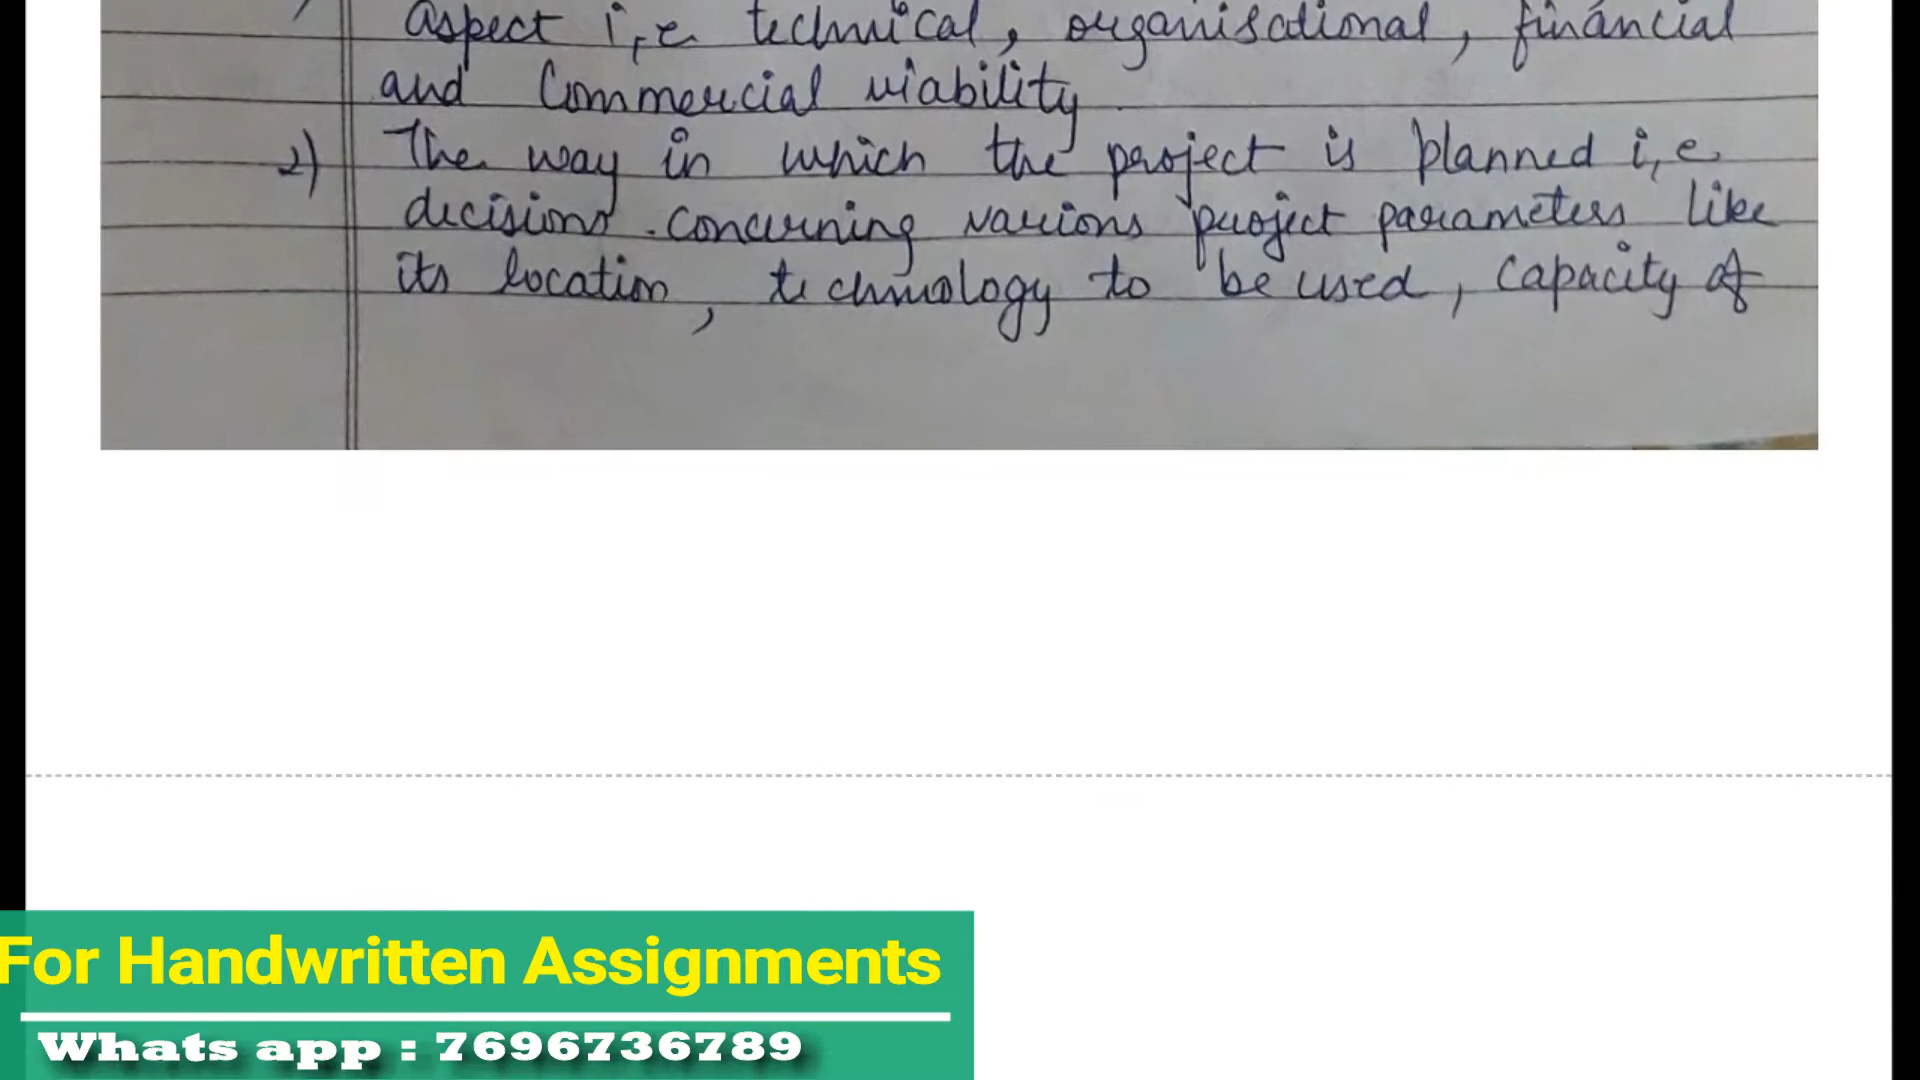 Aspect i,e technical, organisational, financial
and Commercial viability.
2) The way in which the project is planned i,e.
decisions concerning various project parameters like
its location, technology to be used, capacity of
For Handwritten Assignments
Whats app : 7696736789